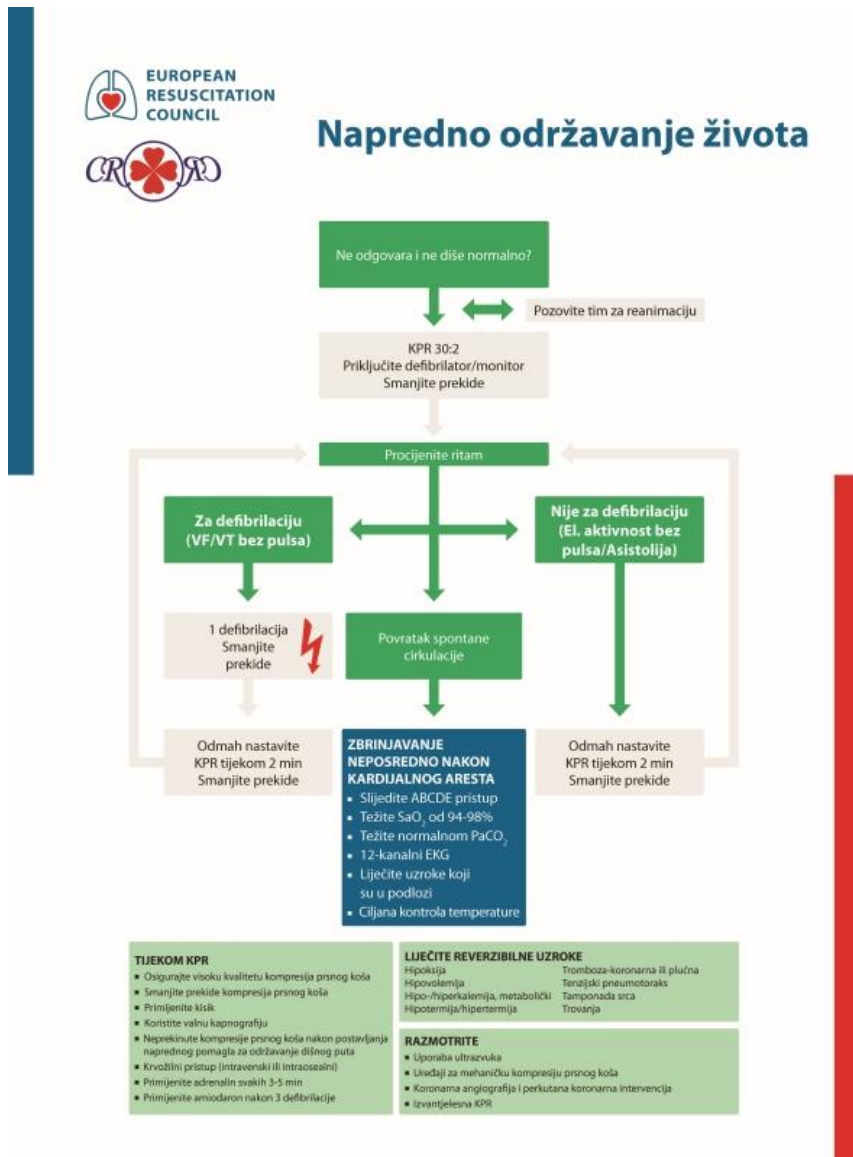 EUROPEAN
RESUSCITATION
COUNCIL
Napredno održavanje života
Ne odgovara i ne diše normalno?
Pozovite tim za reanimaciju
KPR 30:2
Priključite defibrilator/monitor
Smanjite prekide
Procijenite ritam
Za defibrilaciju
(VF/VT bez pulsa)
Nije za defibrilaciju
(El. aktivnost bez
pulsa/Asistolija)
1 defibrilacija
Smanjite
prekide
Povratak spontane
cirkulacije
Odmah nastavite
KPR tijekom 2 min
Smanjite prekide
ZBRINJAVANJE
NEPOSREDNO NAKON
KARDIJALNOG ARESTA
▪ Slijedite ABCDE pristup
▪ Težite SaO₂ od 94-98%
▪ Težite normalnom PaCO₂
▪ 12-kanalni EKG
▪ Liječite uzroke koji
su u podlozi
▪ Ciljana kontrola temperature
Odmah nastavite
KPR tijekom 2 min
Smanjite prekide
TIJEKOM KPR
▪ Osigurajte visoku kvalitetu kompresija prsnog koša
▪ Smanjite prekide kompresija prsnog koša
▪ Primijenite kisik
▪ Koristite valnu kapnografiju
▪ Neprekinute kompresije prsnog koša nakon postavljanja
naprednog pomagla za održavanje dišnog puta
▪ Krvožilni pristup (intravenski ili intraosealni)
▪ Primijenite adrenalin svakih 3-5 min
▪ Primijenite amiodaron nakon 3 defibrilacije
LIJEČITE REVERZIBILNE UZROKE
Hipoksija
Hipovolemija
Hipo-/hiperkalemija, metabolički
Hipotermija/hipertermija
Tromboza-koronarna ili plućna
Tenzijski pneumotoraks
Tamponada srca
Trovanja
RAZMOTRITE
▪ Uporaba ultrazvuka
▪ Uređaji za mehaničku kompresiju prsnog koša
▪ Koronarna angiografija i perkutana koronarna intervencija
▪ Izvantjelesna KPR